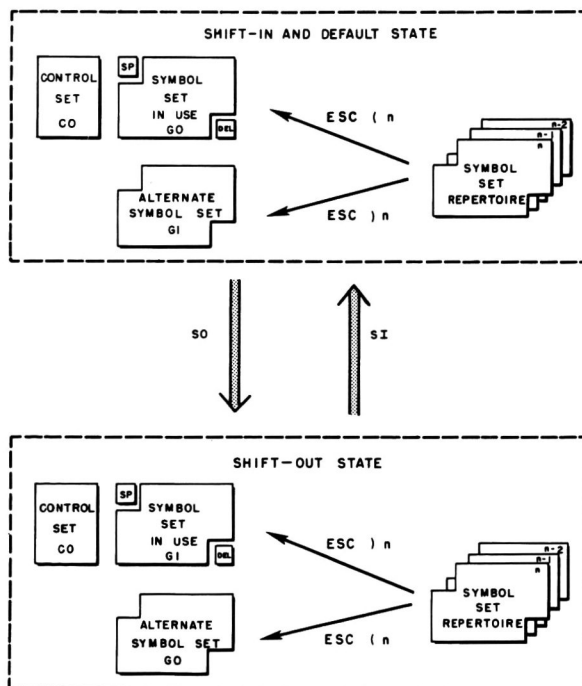 SHIFT-IN AND DEFAULT STATE
CONTROL
SET
CO
SP
SYMBOL
SET
IN USE
GO
DEL
ESC ( n
n-2
n-1
n
SYMBOL
SET
REPERTOIRE
ALTERNATE
SYMBOL SET
GI
ESC ) n
SO
SI
SHIFT-OUT STATE
CONTROL
SET
CO
SP
SYMBOL
SET
IN USE
GI
DEL
ESC ) n
n-2
n-1
n
SYMBOL
SET
REPERTOIRE
ALTERNATE
SYMBOL SET
GO
ESC ( n